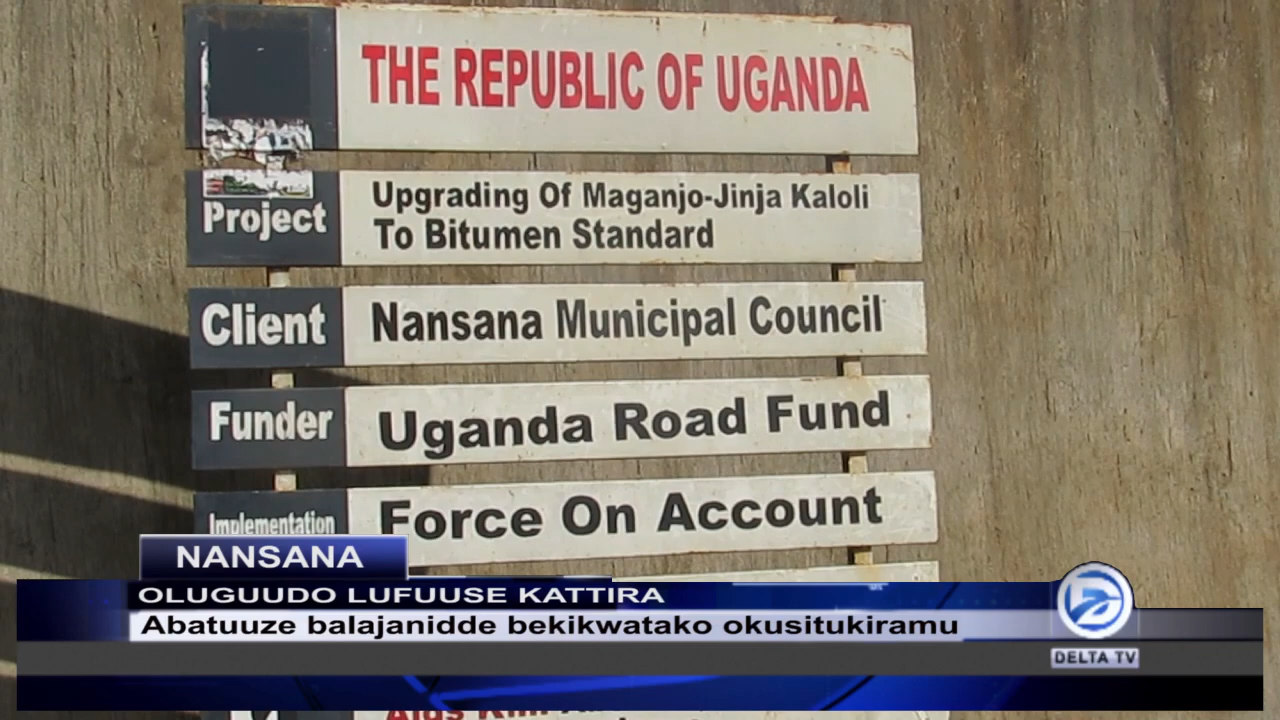 THE REPUBLIC OF UGANDA
Project
Upgrading Of Maganjo-Jinja Kaloli
To Bitumen Standard
Client
Nansana Municipal Council
Funder
Uganda Road Fund
Implementation
Force On Account
NANSANA
OLUGUUDO LUFUUSE KATTIRA
Abatuuze balajanidde bekikwatako okusitukiramu
DELTA TV